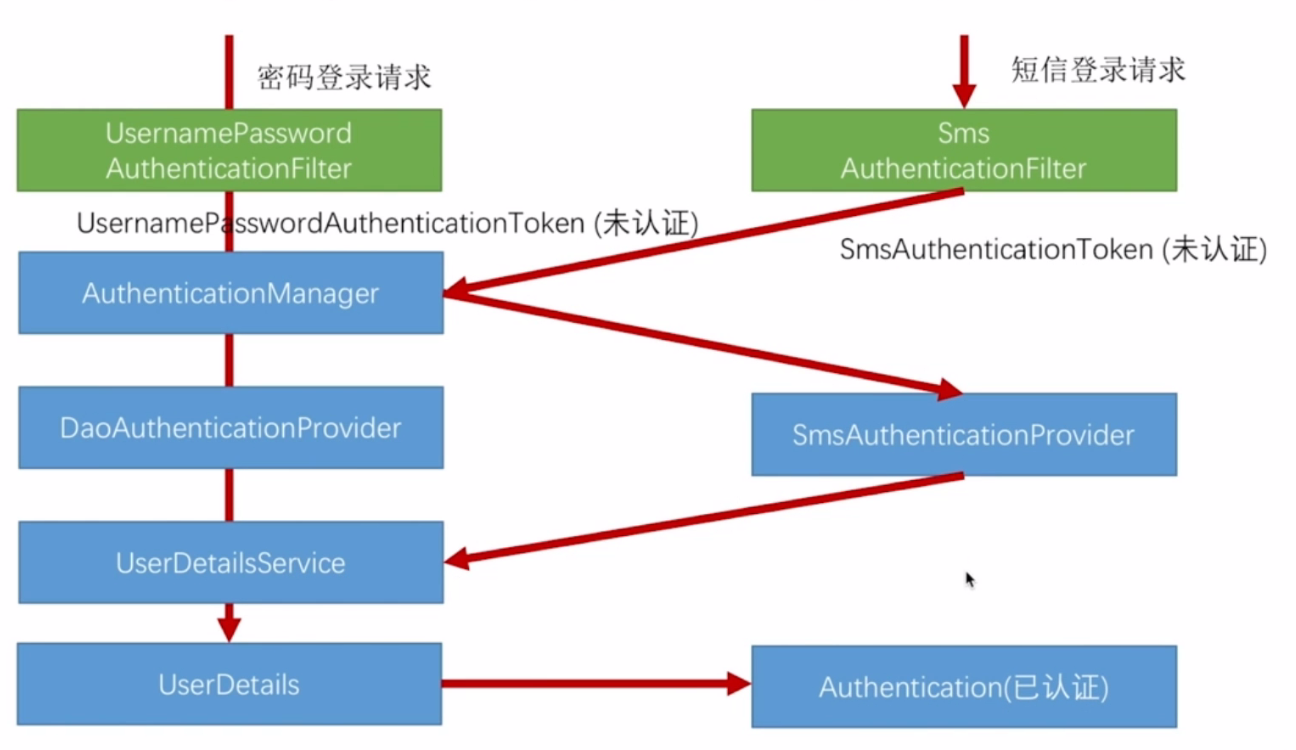 密码登录请求
短信登录请求
UsernamePassword
AuthenticationFilter
Sms
AuthenticationFilter
UsernamePasswordAuthenticationToken (未认证)
SmsAuthenticationToken (未认证)
AuthenticationManager
DaoAuthenticationProvider
SmsAuthenticationProvider
UserDetailsService
UserDetails
Authentication(已认证)